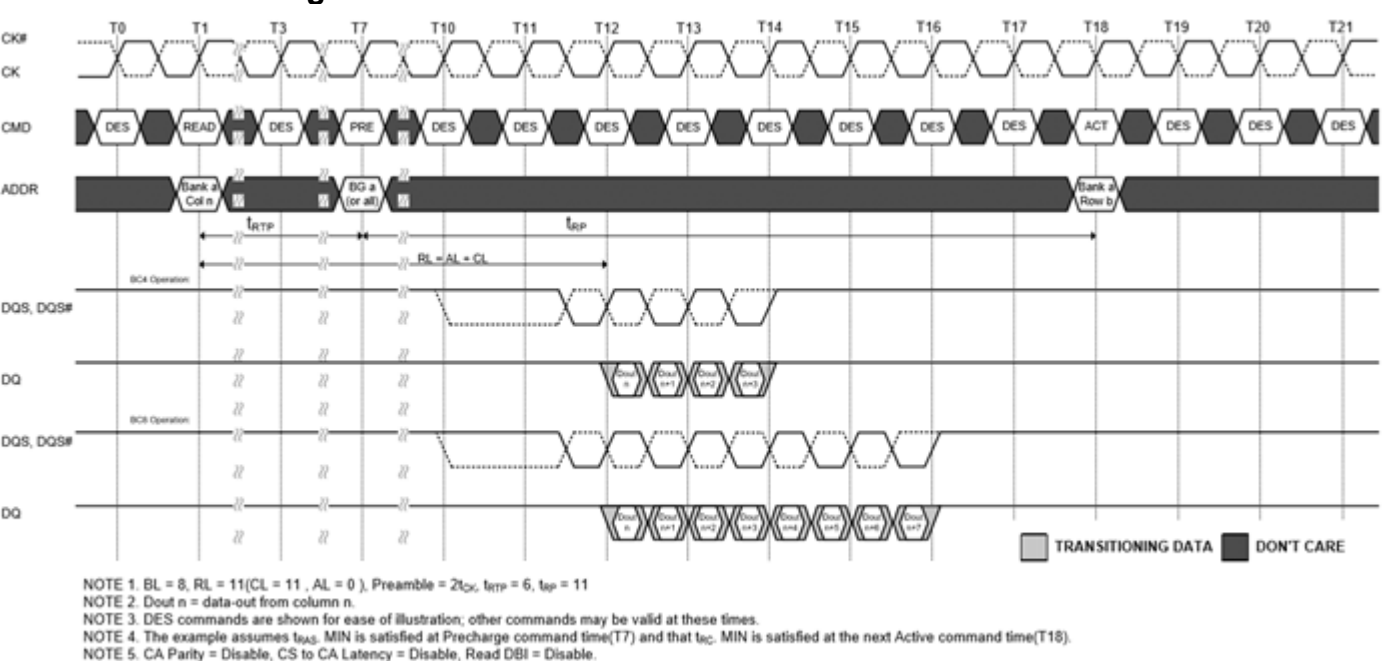 T0 T1 T3 T7 T10 T11 T12 T13 T14 T15 T16 T17 T18 T19 T20 T21
CK#
CK
CMD DES READ DES PRE DES DES DES DES DES DES DES DES ACT DES DES DES
ADDR Bank a Col n BG a (or all) Bank a Row b
tRTP tRP
RL = AL + CL
BC4 Operation:
DQS, DQS#
DQ Dout n Dout n+1 Dout n+2 Dout n+3
BC8 Operation:
DQS, DQS#
DQ Dout n Dout n+1 Dout n+2 Dout n+3 Dout n+4 Dout n+5 Dout n+6 Dout n+7
TRANSITIONING DATA DON'T CARE
NOTE 1. BL = 8, RL = 11(CL = 11 , AL = 0 ), Preamble = 2tCK, tRTP = 6, tRP = 11
NOTE 2. Dout n = data-out from column n.
NOTE 3. DES commands are shown for ease of illustration; other commands may be valid at these times.
NOTE 4. The example assumes tRAS. MIN is satisfied at Precharge command time(T7) and that tRC. MIN is satisfied at the next Active command time(T18).
NOTE 5. CA Parity = Disable, CS to CA Latency = Disable, Read DBI = Disable.